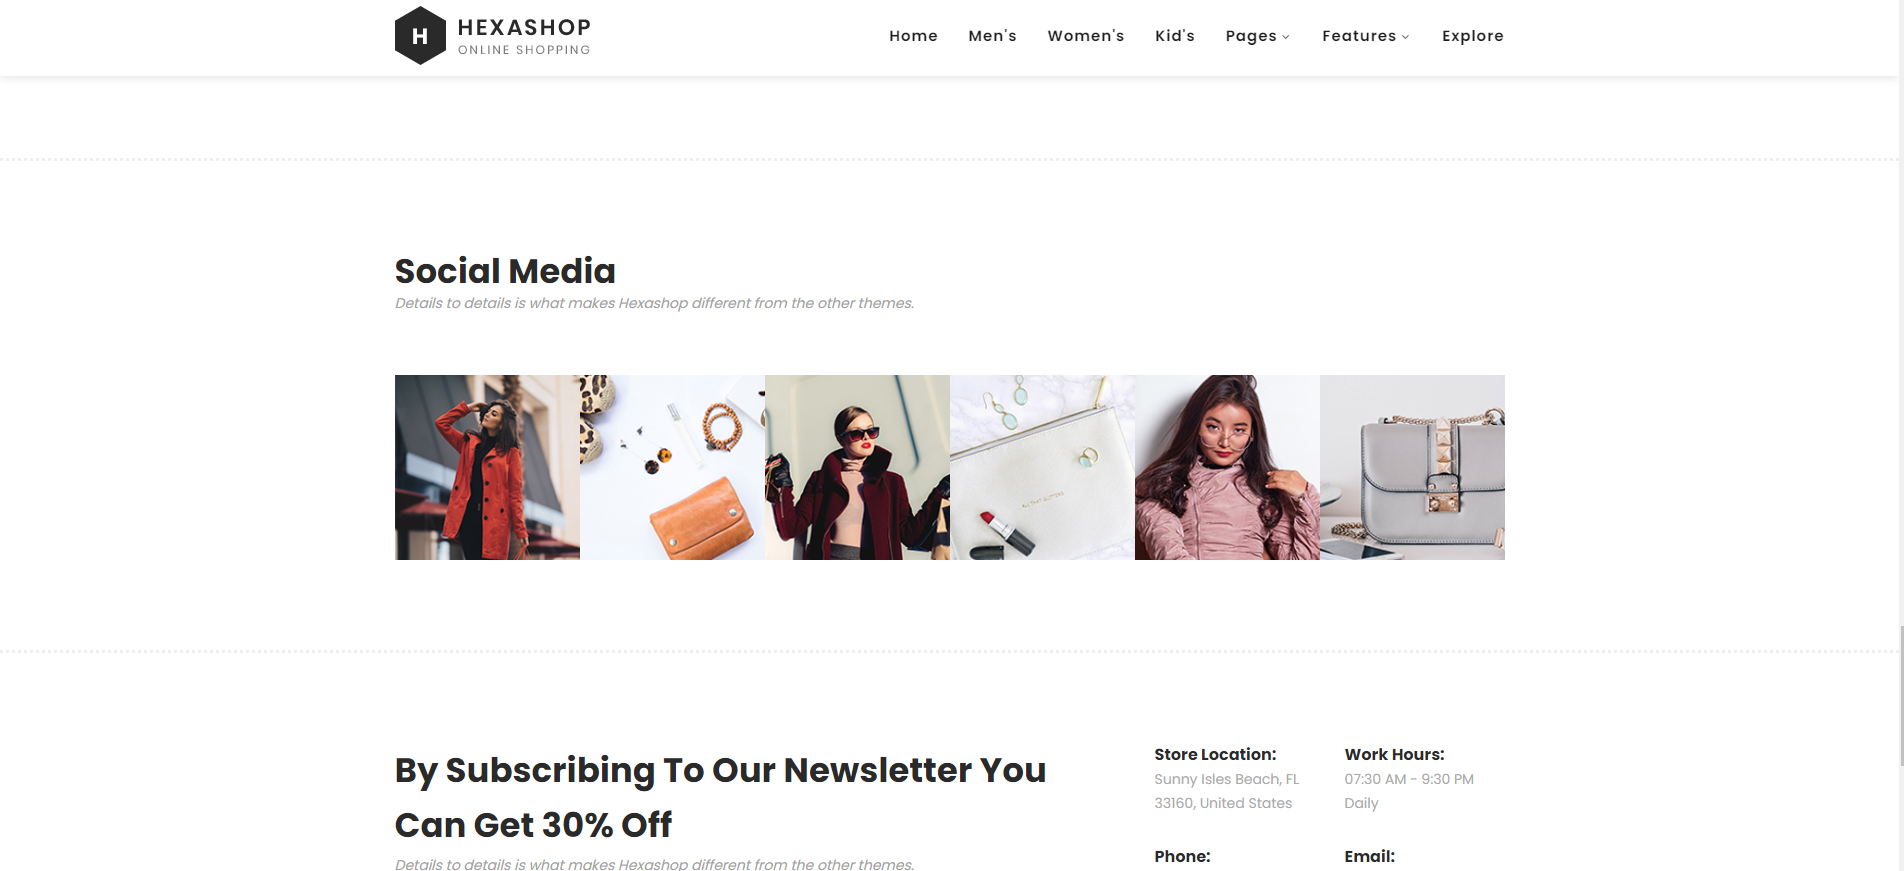 H
HEXASHOP
ONLINE SHOPPING
Home Men's Women's Kid's Pages Features Explore
Social Media
Details to details is what makes Hexashop different from the other themes.
ALL THAT GLITTERS
By Subscribing To Our Newsletter You
Can Get 30% Off
Details to details is what makes Hexashop different from the other themes.
Store Location:
Sunny Isles Beach, FL
33160, United States
Work Hours:
07:30 AM - 9:30 PM
Daily
Phone:
Email: